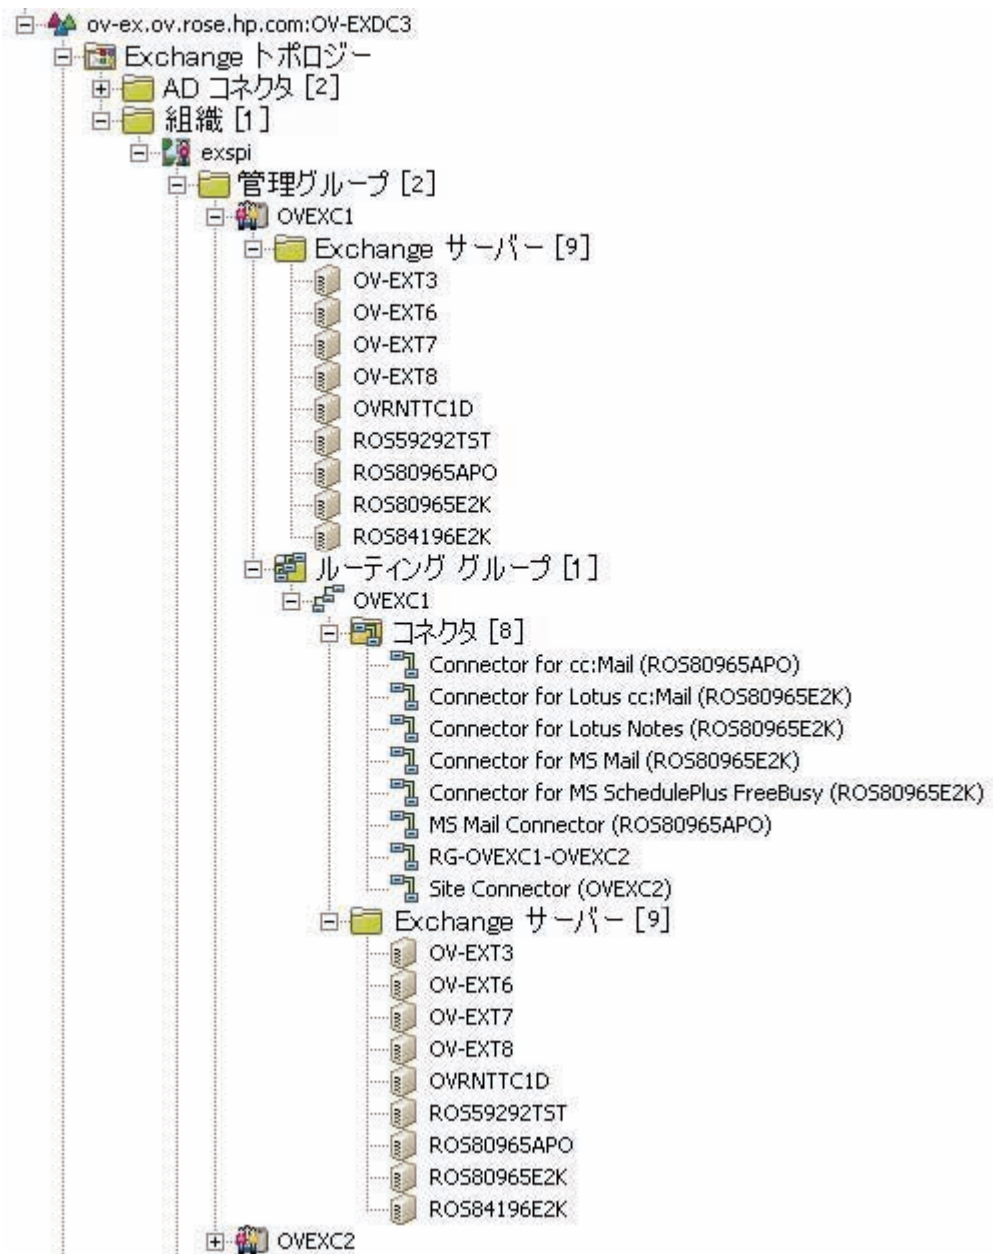 ov-ex.ov.rose.hp.com:OV-EXDC3
Exchange トポロジー
AD コネクタ [2]
組織 [1]
exspi
管理グループ [2]
OVEXC1
Exchange サーバー [9]
OV-EXT3
OV-EXT6
OV-EXT7
OV-EXT8
OVRNTTC1D
ROS59292TST
ROS80965APO
ROS80965E2K
ROS84196E2K
ルーティング グループ [1]
OVEXC1
コネクタ [8]
Connector for cc:Mail (ROS80965APO)
Connector for Lotus cc:Mail (ROS80965E2K)
Connector for Lotus Notes (ROS80965E2K)
Connector for MS Mail (ROS80965E2K)
Connector for MS SchedulePlus FreeBusy (ROS80965E2K)
MS Mail Connector (ROS80965APO)
RG-OVEXC1-OVEXC2
Site Connector (OVEXC2)
Exchange サーバー [9]
OV-EXT3
OV-EXT6
OV-EXT7
OV-EXT8
OVRNTTC1D
ROS59292TST
ROS80965APO
ROS80965E2K
ROS84196E2K
OVEXC2